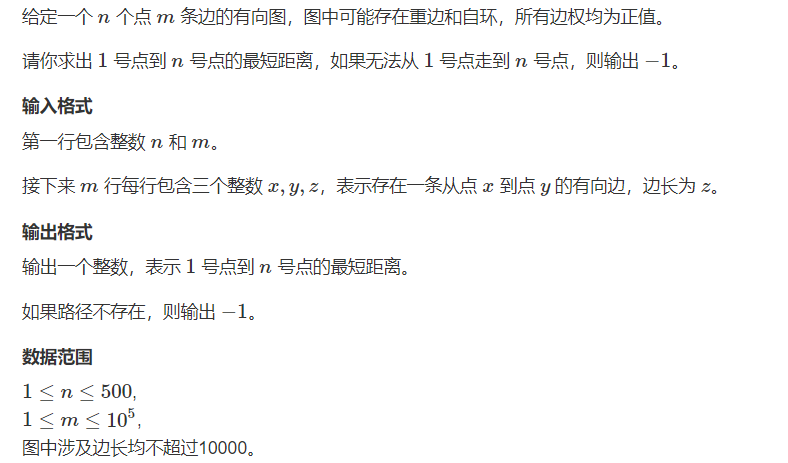 给定一个 n 个点 m 条边的有向图，图中可能存在重边和自环，所有边权均为正值。
请你求出 1 号点到 n 号点的最短距离，如果无法从 1 号点走到 n 号点，则输出 −1。
输入格式
第一行包含整数 n 和 m。
接下来 m 行每行包含三个整数 x, y, z，表示存在一条从点 x 到点 y 的有向边，边长为 z。
输出格式
输出一个整数，表示 1 号点到 n 号点的最短距离。
如果路径不存在，则输出 −1。
数据范围
1 ≤ n ≤ 500,
1 ≤ m ≤ 10⁵,
图中涉及边长均不超过10000。